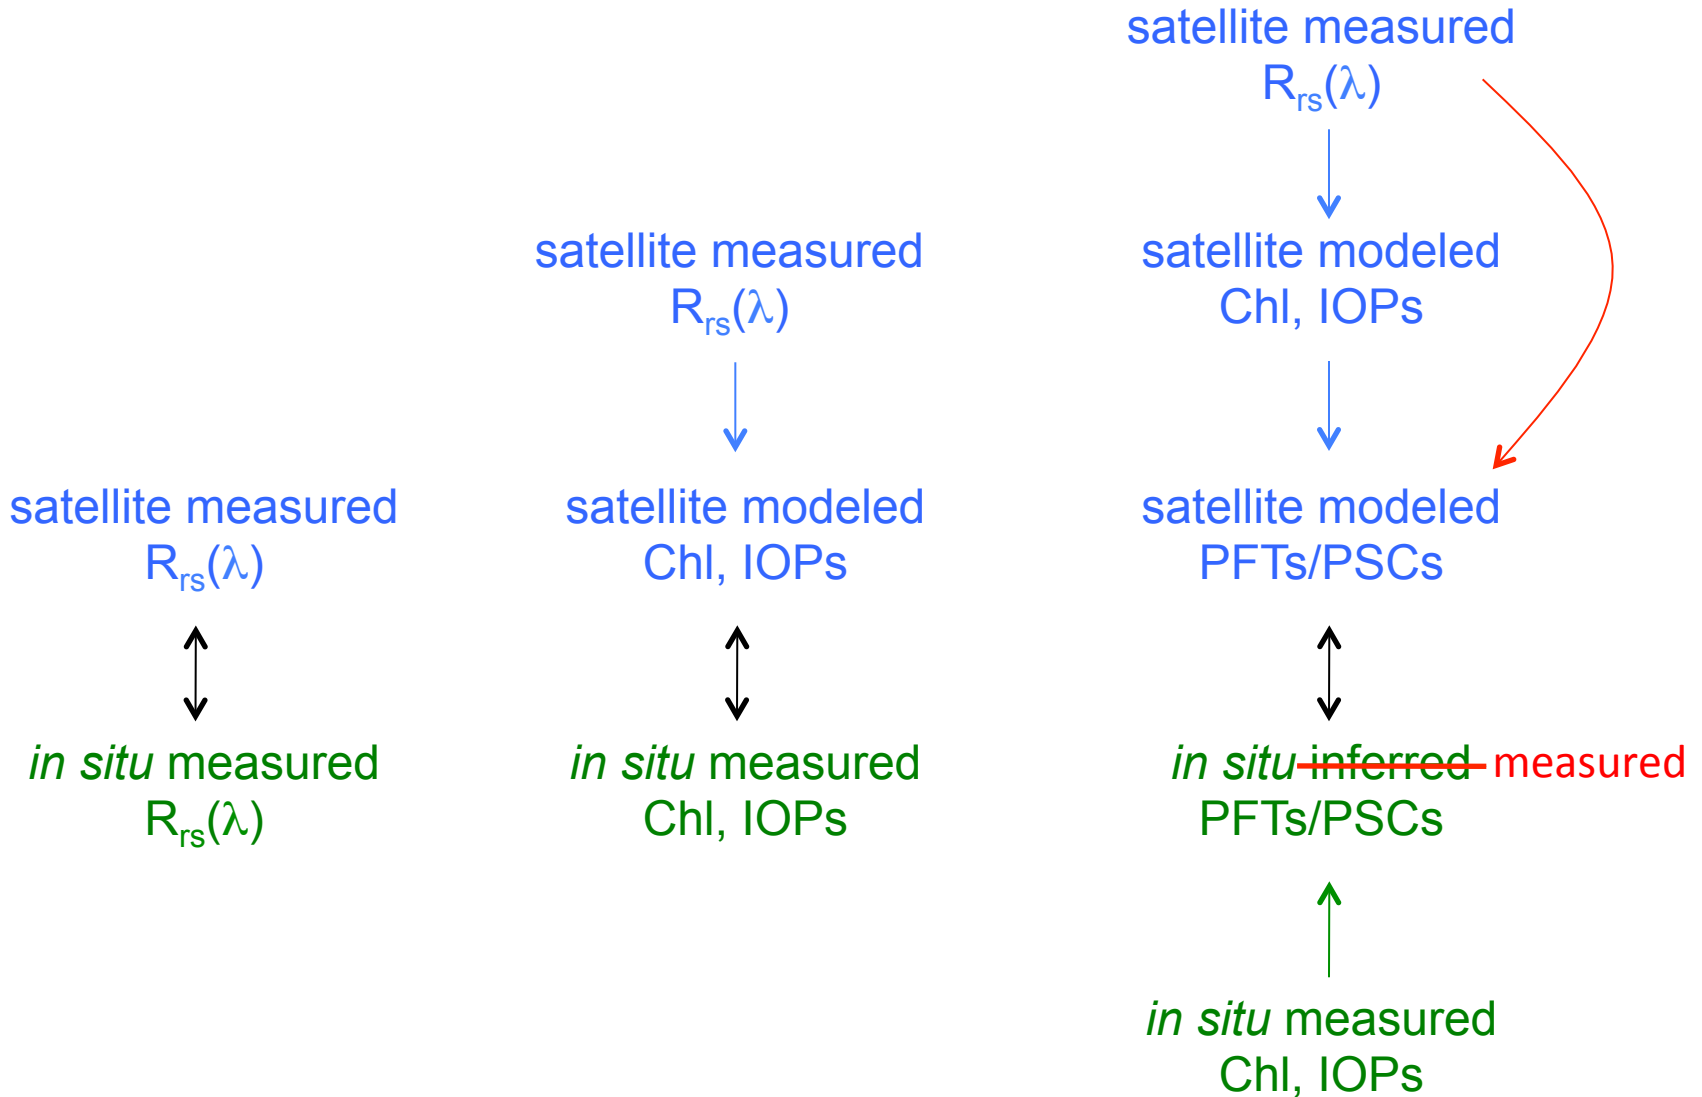 satellite measured
Rrs(λ)
satellite measured
Rrs(λ)
satellite modeled
Chl, IOPs
satellite measured
Rrs(λ)
satellite modeled
Chl, IOPs
satellite modeled
PFTs/PSCs
in situ measured
Rrs(λ)
in situ measured
Chl, IOPs
in situ inferred measured
PFTs/PSCs
in situ measured
Chl, IOPs